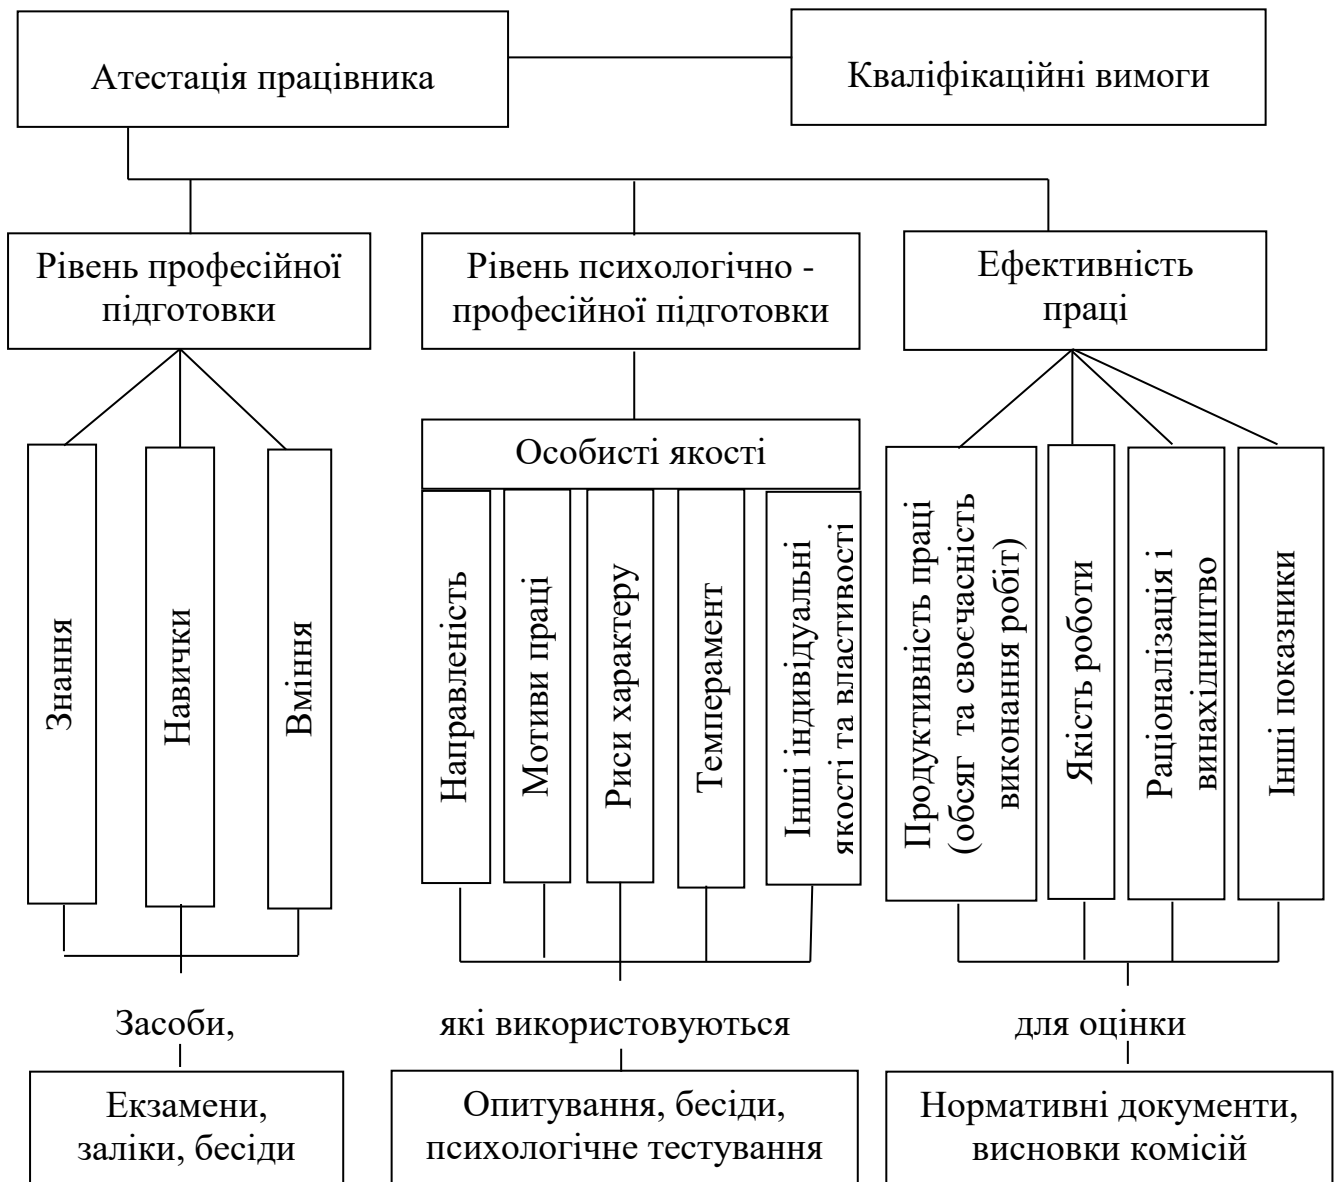 Атестація працівника
Кваліфікаційні вимоги
Рівень професійної
підготовки
Рівень психологічно -
професійної підготовки
Ефективність
праці
Особисті якості
Знання
Навички
Вміння
Направленість
Мотиви праці
Риси характеру
Темперамент
Інші індивідуальні
якості та властивості
Продуктивність праці
(обсяг та своєчасність
виконання робіт)
Якість роботи
Раціоналізація і
винахідництво
Інші показники
Засоби,
які використовуються
для оцінки
Екзамени,
заліки, бесіди
Опитування, бесіди,
психологічне тестування
Нормативні документи,
висновки комісій